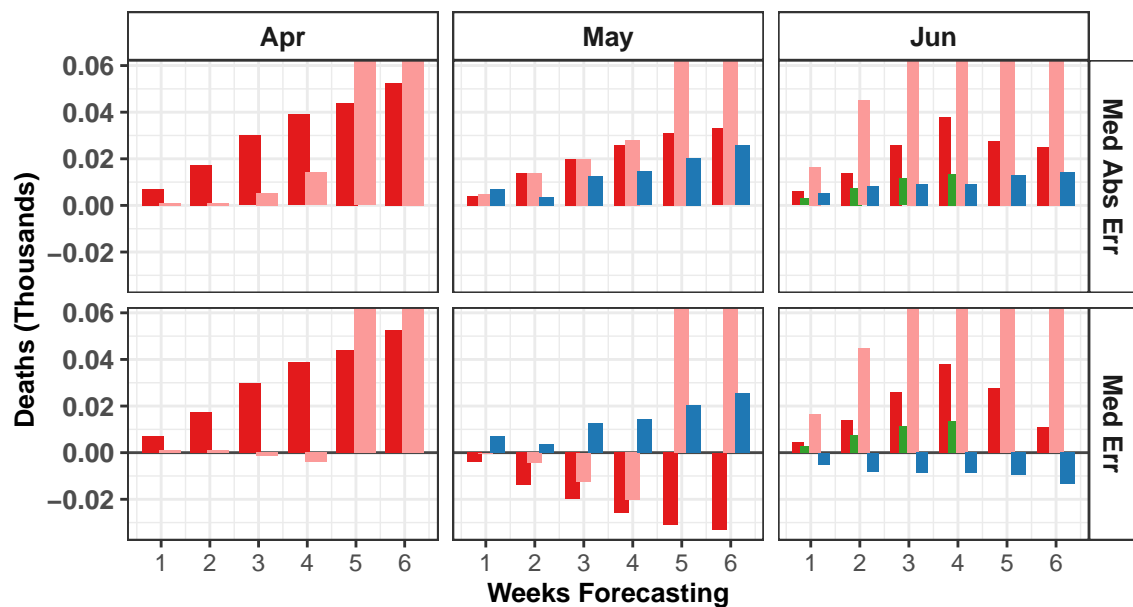 Apr May Jun
0.06
0.04
0.02
0.00
−0.02
Med Abs Err
0.06
0.04
0.02
0.00
−0.02
Med Err
Deaths (Thousands)
1 2 3 4 5 6 1 2 3 4 5 6 1 2 3 4 5 6
Weeks Forecasting